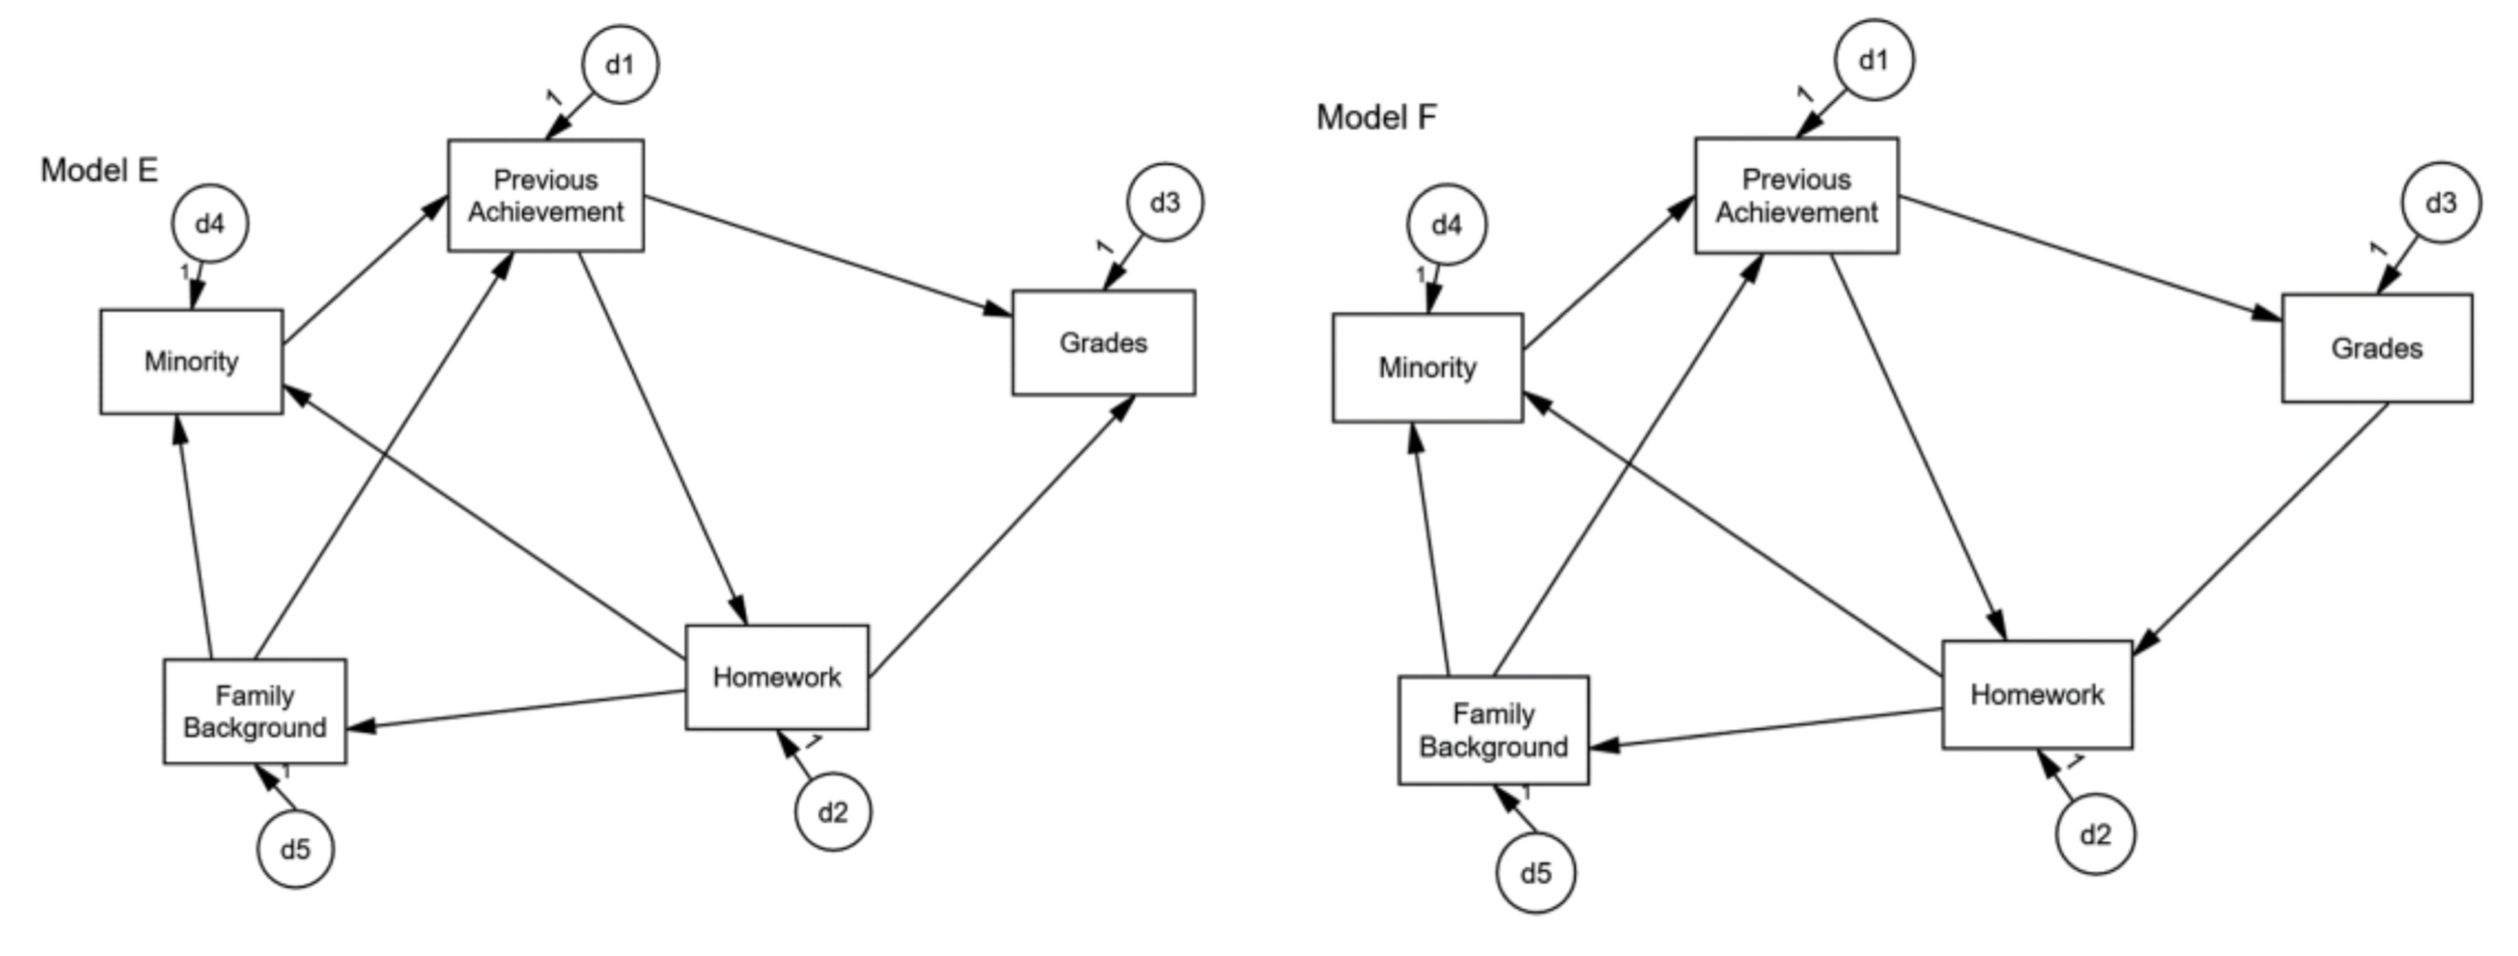 Model E
d1
1
Previous
Achievement
d4
1
Minority
d3
1
Grades
Family
Background
1
d5
Homework
1
d2
Model F
d1
1
Previous
Achievement
d4
1
Minority
d3
1
Grades
Family
Background
1
d5
Homework
1
d2